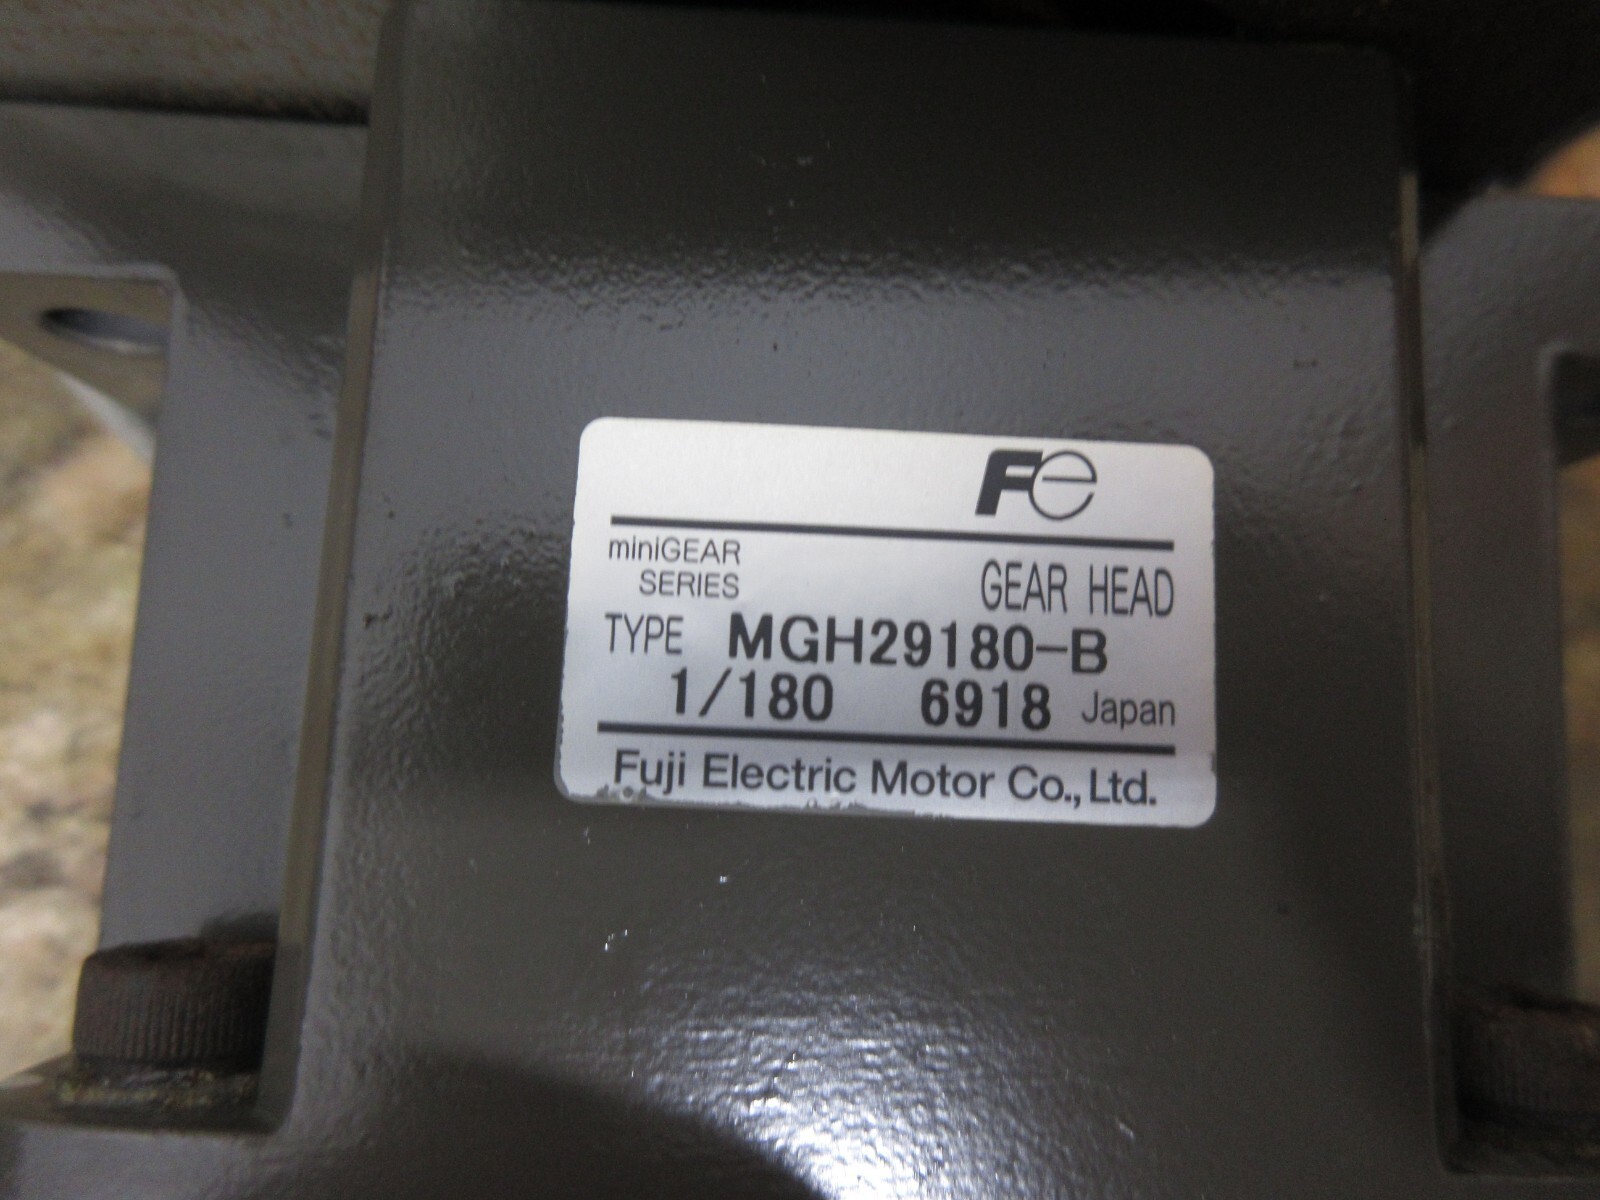 Fe
miniGEAR
SERIES
GEAR HEAD
TYPE MGH29180-B
1/180 6918 Japan
Fuji Electric Motor Co., Ltd.